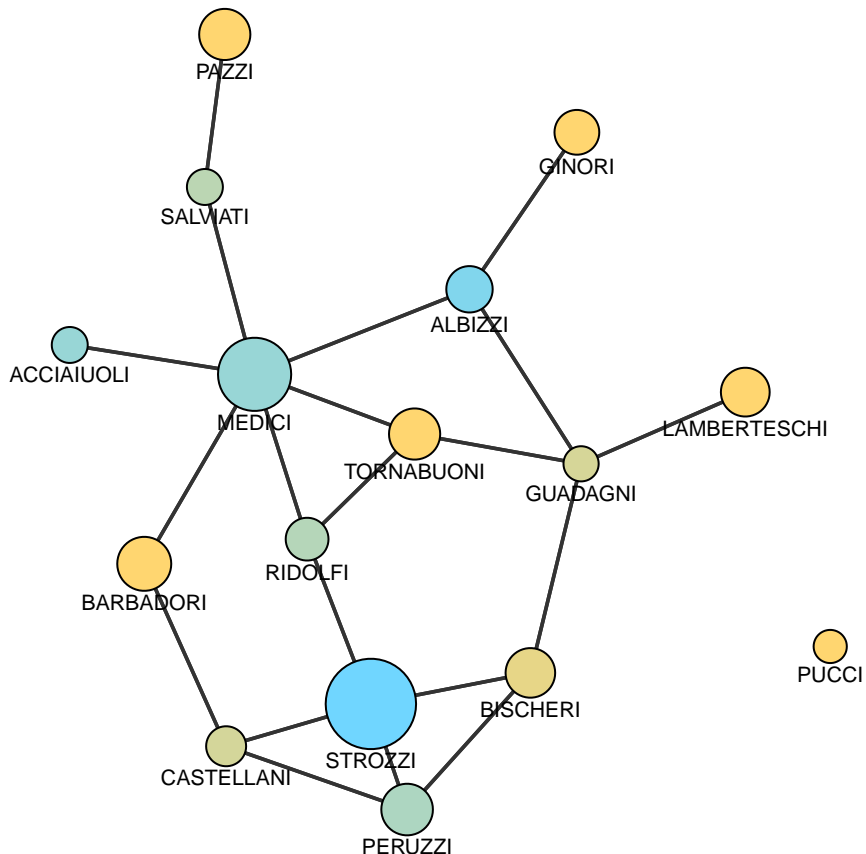 PAZZI
GINORI
SALVIATI
ALBIZZI
ACCIAIUOLI
MEDICI
LAMBERTESCHI
TORNABUONI
GUADAGNI
RIDOLFI
BARBADORI
PUCCI
BISCHERI
STROZZI
CASTELLANI
PERUZZI